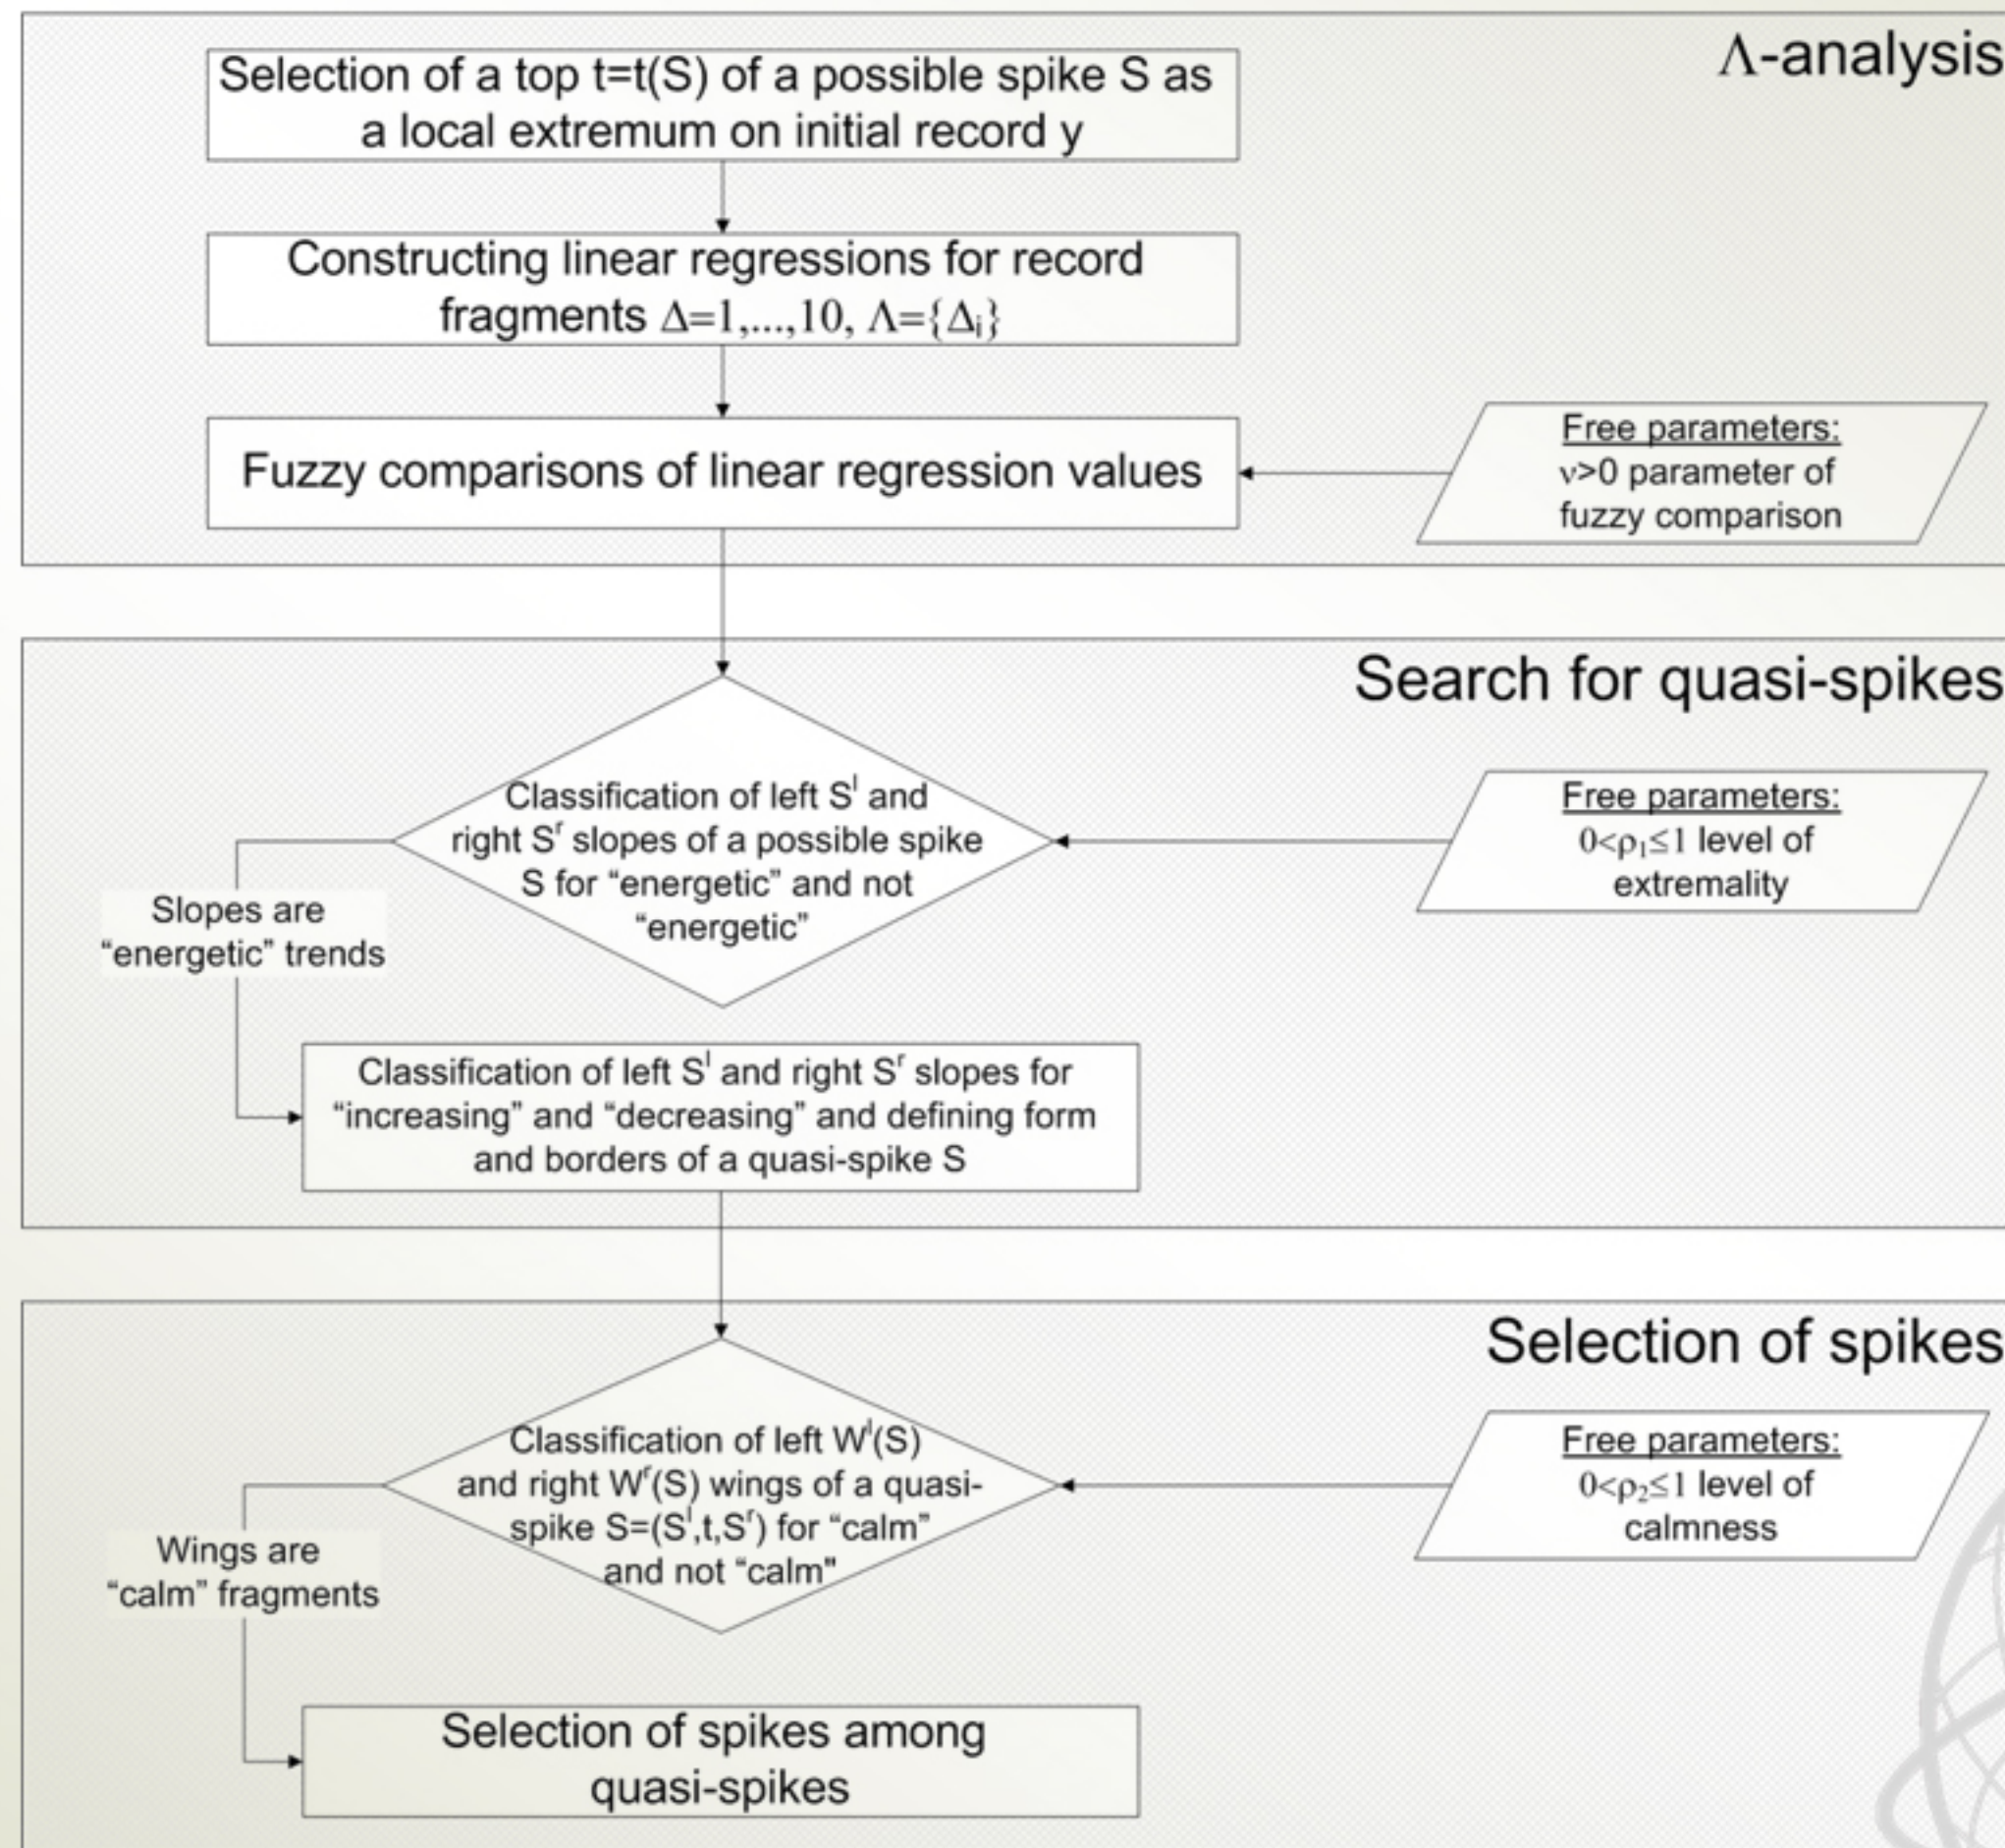 Λ-analysis
Selection of a top t=t(S) of a possible spike S as
a local extremum on initial record y
Constructing linear regressions for record
fragments Δ=1,...,10, Λ={Δi}
Fuzzy comparisons of linear regression values
Free parameters:
ν>0 parameter of
fuzzy comparison
Search for quasi-spikes
Classification of left Sˡ and
right Sʳ slopes of a possible spike
S for “energetic” and not
“energetic”
Free parameters:
0<ρ₁≤1 level of
extremality
Slopes are
“energetic” trends
Classification of left Sˡ and right Sʳ slopes for
“increasing” and “decreasing” and defining form
and borders of a quasi-spike S
Selection of spikes
Classification of left Wˡ(S)
and right Wʳ(S) wings of a quasi-
spike S=(Sˡ,t,Sʳ) for “calm”
and not “calm"
Free parameters:
0<ρ₂≤1 level of
calmness
Wings are
“calm” fragments
Selection of spikes among
quasi-spikes